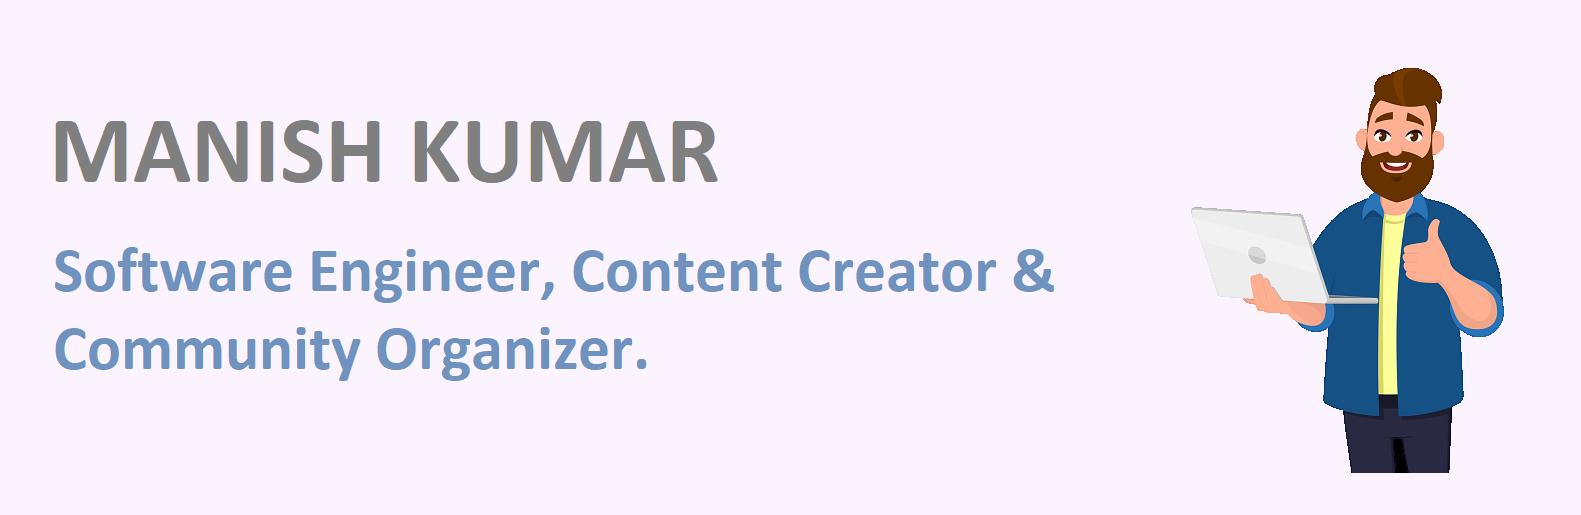 MANISH KUMAR
Software Engineer, Content Creator &
Community Organizer.